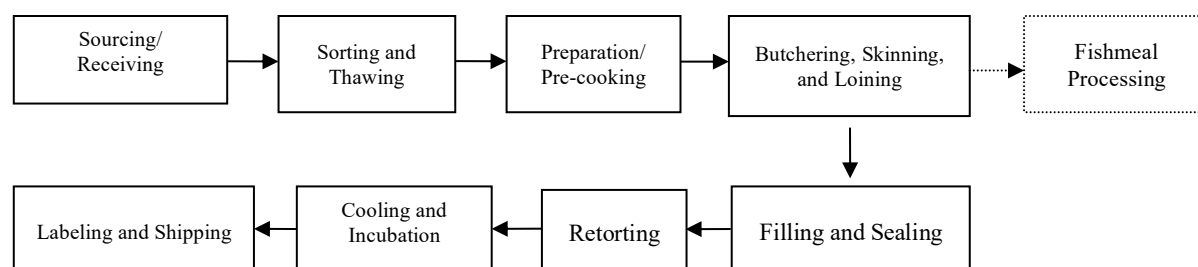 Sourcing/
Receiving
Sorting and
Thawing
Preparation/
Pre-cooking
Butchering, Skinning,
and Loining
Fishmeal
Processing
Filling and Sealing
Retorting
Cooling and
Incubation
Labeling and Shipping